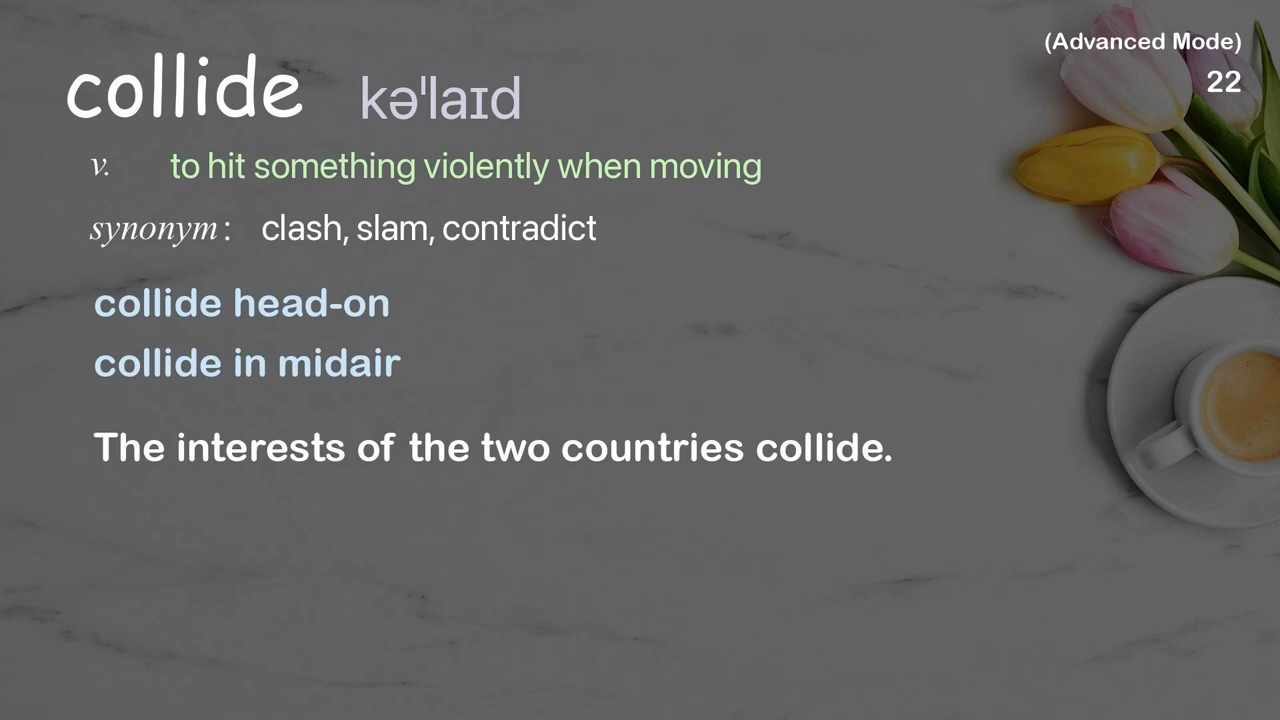 (Advanced Mode)
22
collide kəˈlaɪd
v. to hit something violently when moving
synonym : clash, slam, contradict
collide head-on
collide in midair
The interests of the two countries collide.